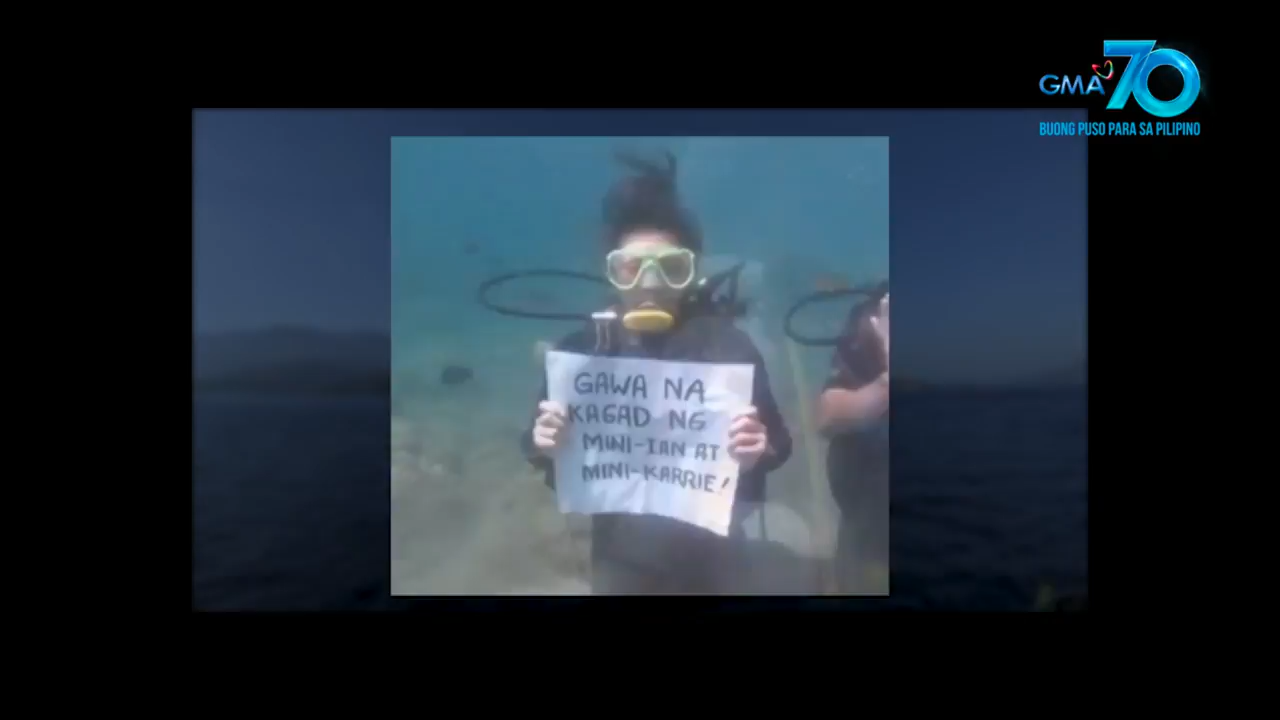 GMA 70
BUONG PUSO PARA SA PILIPINO
GAWA NA
KAGAD NG
MINI-IAN AT
MINI-KARRIE!